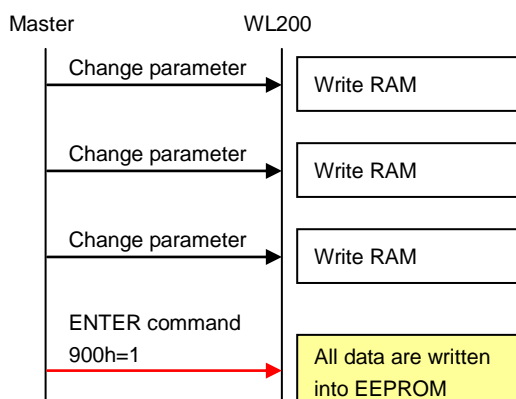 Master WL200
Change parameter
Write RAM
Change parameter
Write RAM
Change parameter
Write RAM
ENTER command
900h=1
All data are written
into EEPROM